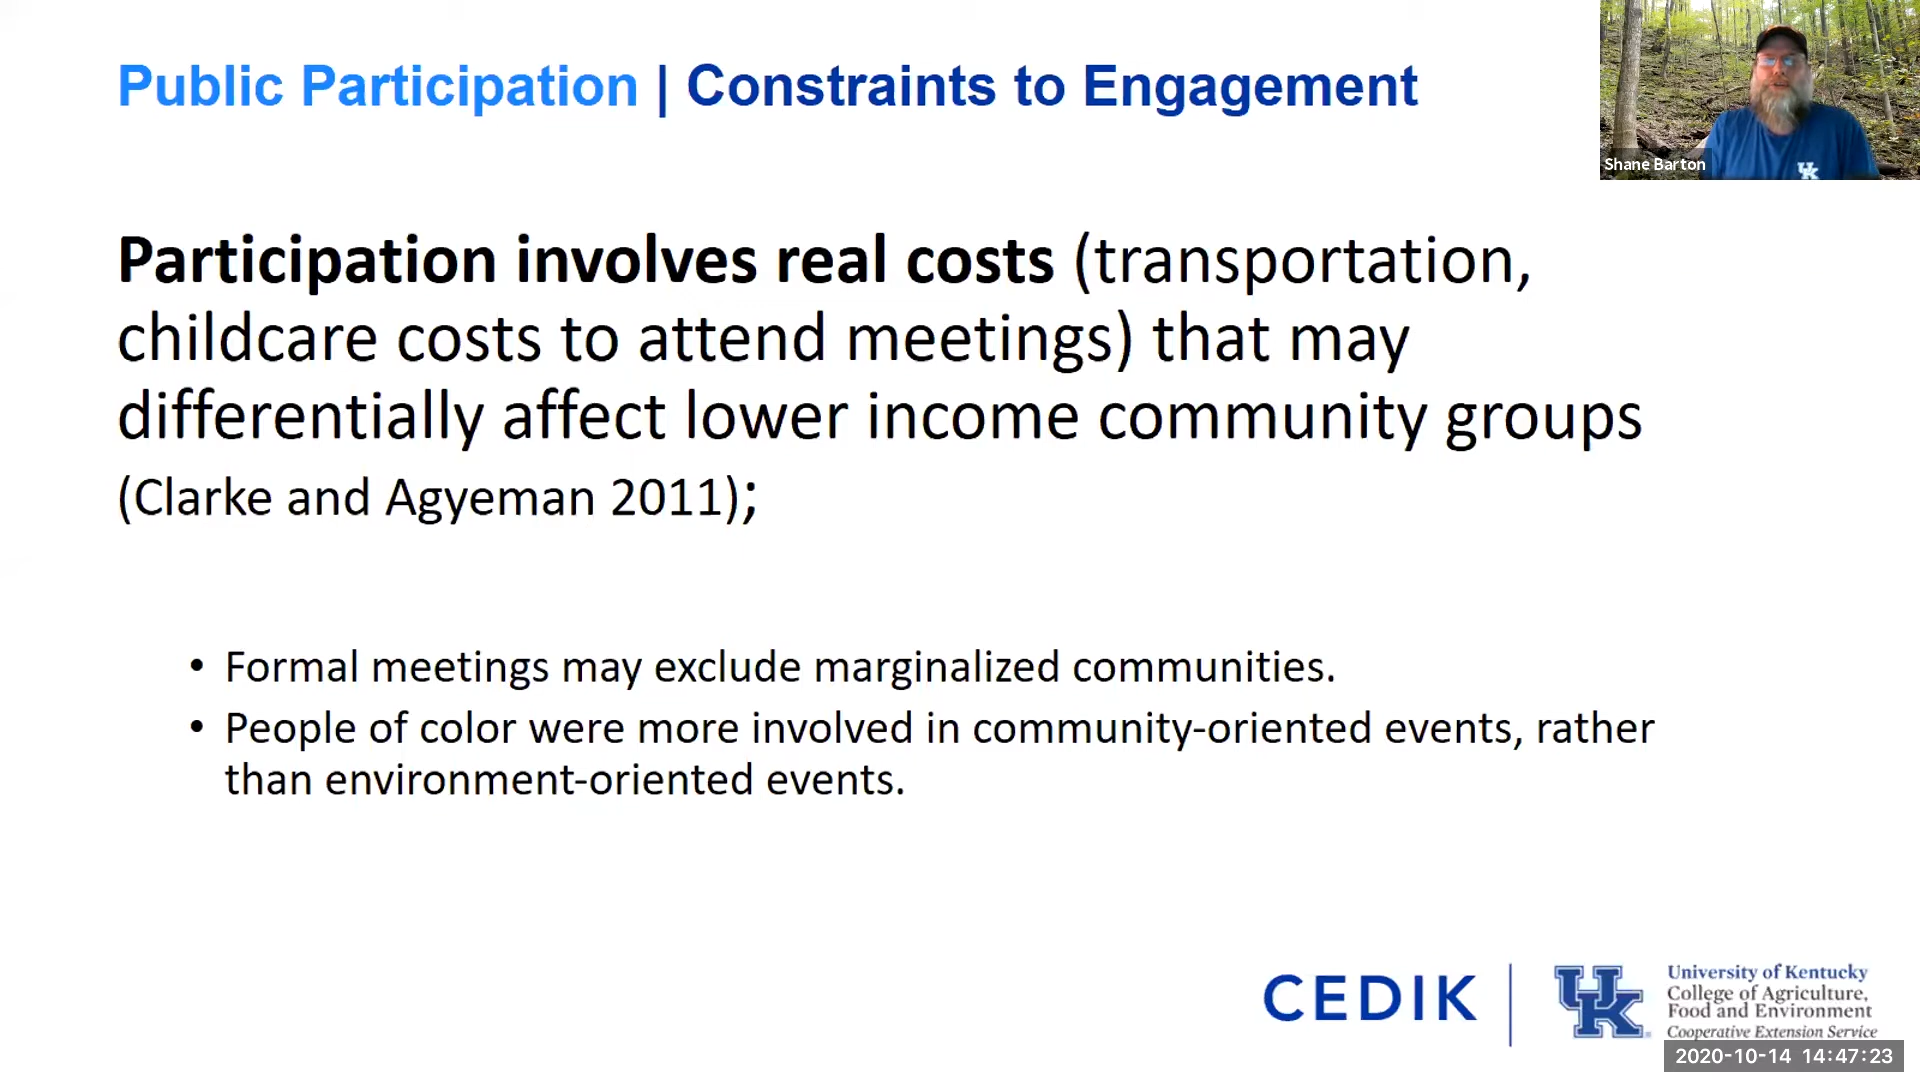 Public Participation | Constraints to Engagement
Shane Barton
Participation involves real costs (transportation,
childcare costs to attend meetings) that may
differentially affect lower income community groups
(Clarke and Agyeman 2011);
• Formal meetings may exclude marginalized communities.
• People of color were more involved in community-oriented events, rather
than environment-oriented events.
CEDIK
UK
University of Kentucky
College of Agriculture,
Food and Environment
Cooperative Extension Service
2020-10-14 14:47:23